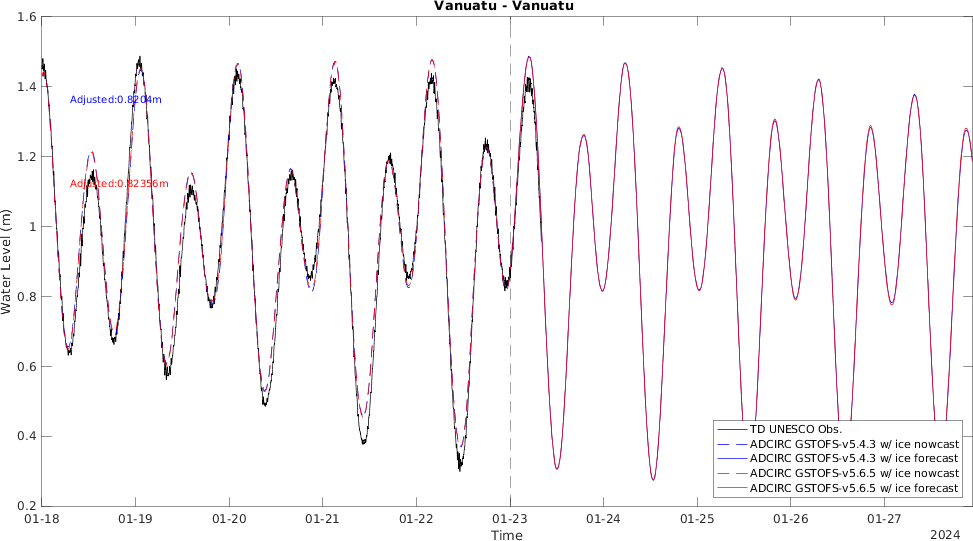 Vanuatu - Vanuatu
1.6
1.4
1.2
1
0.8
0.6
0.4
0.2
Water Level (m)
Adjusted:0.8204m
Adjusted:0.82356m
TD UNESCO Obs.
ADCIRC GSTOFS-v5.4.3 w/ ice nowcast
ADCIRC GSTOFS-v5.4.3 w/ ice forecast
ADCIRC GSTOFS-v5.6.5 w/ ice nowcast
ADCIRC GSTOFS-v5.6.5 w/ ice forecast
01-18 01-19 01-20 01-21 01-22 01-23 01-24 01-25 01-26 01-27
Time
2024